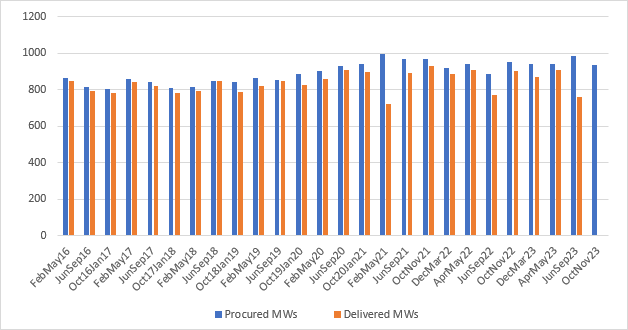 1200
1000
800
600
400
200
0
FebMay16
JunSep16
Oct16Jan17
FebMay17
JunSep17
Oct17Jan18
FebMay18
JunSep18
Oct18Jan19
FebMay19
JunSep19
Oct19Jan20
FebMay20
JunSep20
Oct20Jan21
FebMay21
JunSep21
OctNov21
DecMar22
AprMay22
JunSep22
OctNov22
DecMar23
AprMay23
JunSep23
OctNov23
Procured MWs
Delivered MWs